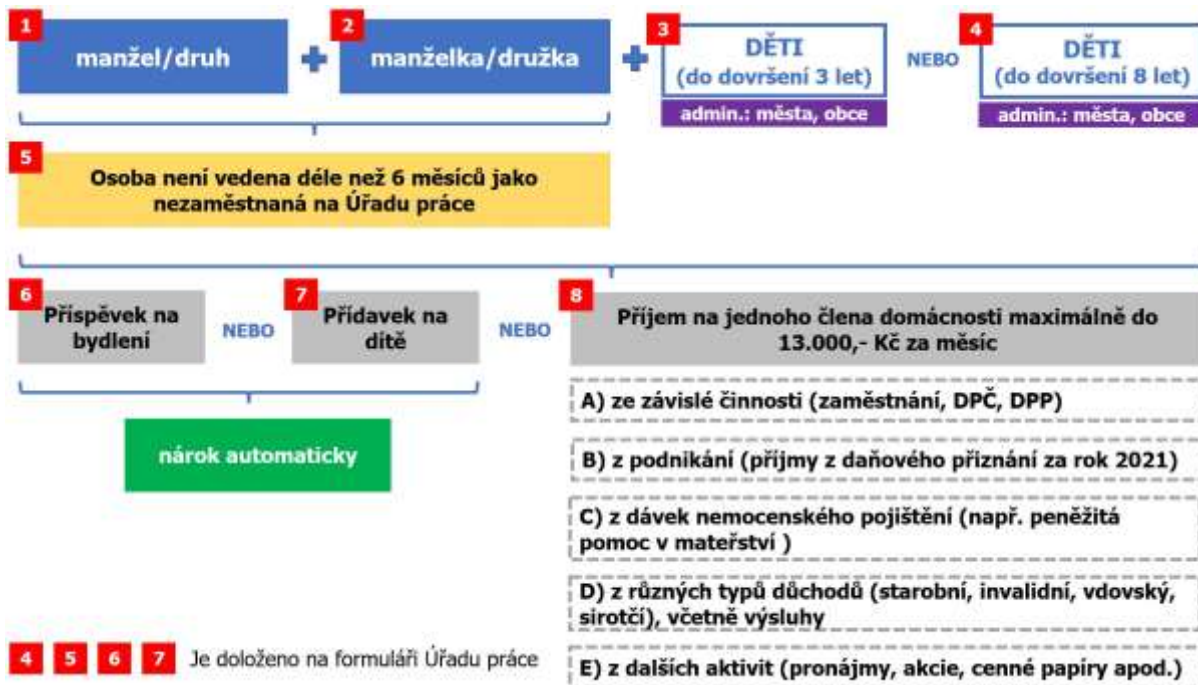 1
manžel/druh
2
manželka/družka
3
DĚTI
(do dovršení 3 let)
admin.: města, obce
NEBO
4
DĚTI
(do dovršení 8 let)
admin.: města, obce
5
Osoba není vedena déle než 6 měsíců jako
nezaměstnaná na Úřadu práce
6
Příspěvek na
bydlení
NEBO
7
Přídavek na
dítě
NEBO
8
Příjem na jednoho člena domácnosti maximálně do
13.000,- Kč za měsíc
nárok automaticky
A) ze závislé činnosti (zaměstnání, DPČ, DPP)
B) z podnikání (příjmy z daňového přiznání za rok 2021)
C) z dávek nemocenského pojištění (např. peněžitá
pomoc v mateřství )
D) z různých typů důchodů (starobní, invalidní, vdovský,
sirotčí), včetně výsluhy
E) z dalších aktivit (pronájmy, akcie, cenné papíry apod.)
4 5 6 7 Je doloženo na formuláři Úřadu práce